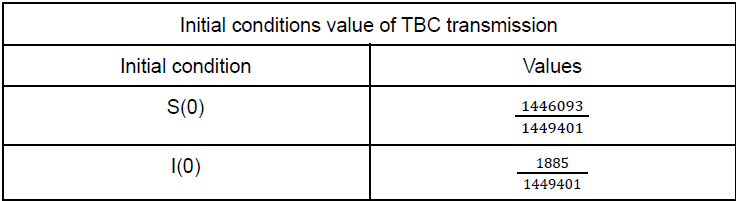 Initial conditions value of TBC transmission
Initial condition Values
S(0) 1446093/1449401
I(0) 1885/1449401